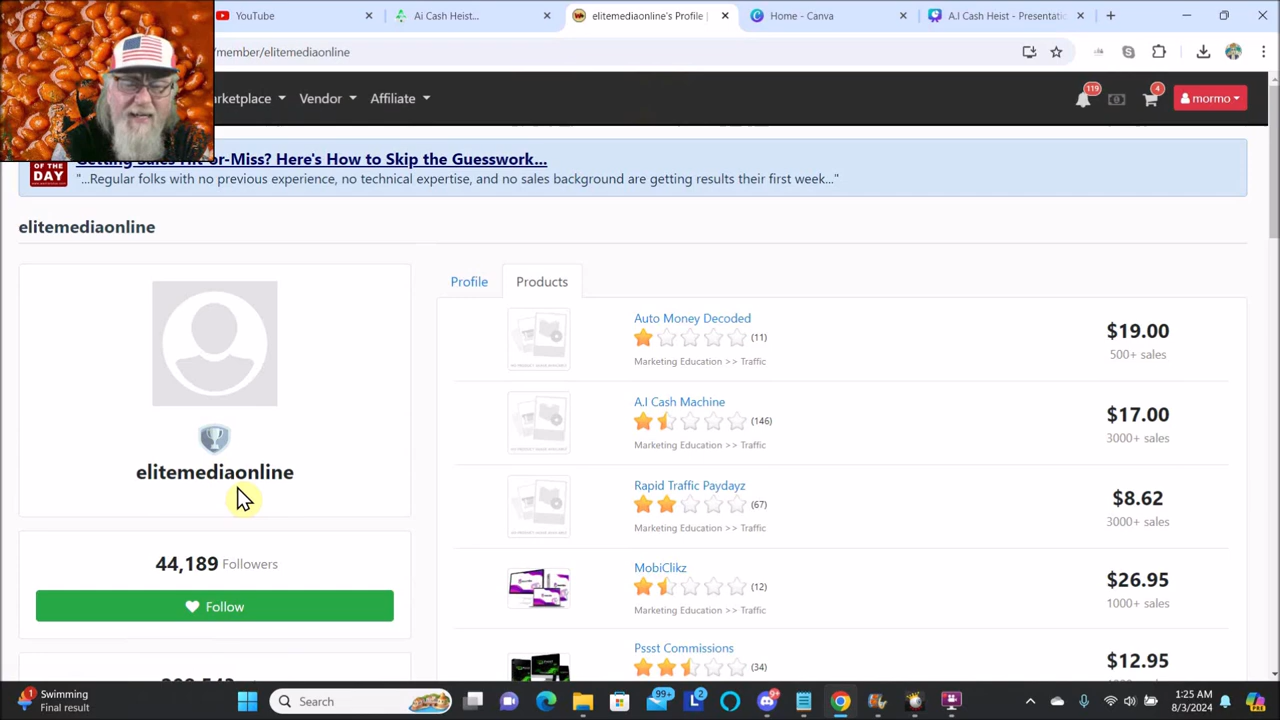 YouTube
Ai Cash Heist...
elitemediaonline's Profile |
Home - Canva
A.I Cash Heist - Presentatio
/member/elitemediaonline
Vendor
Affiliate
119
4
mormo
OF THE
DAY
Here's How to Skip the Guesswork...
"...Regular folks with no previous experience, no technical expertise, and no sales background are getting results their first week..."
elitemediaonline
elitemediaonline
44,189 Followers
Follow
Profile
Products
Auto Money Decoded
(11)
Marketing Education >> Traffic
$19.00
500+ sales
A.I Cash Machine
(146)
Marketing Education >> Traffic
$17.00
3000+ sales
Rapid Traffic Paydayz
(67)
Marketing Education >> Traffic
$8.62
3000+ sales
MobiClikz
(12)
Marketing Education >> Traffic
$26.95
1000+ sales
Pssst Commissions
(34)
$12.95
1
Swimming
Final result
Search
99+
2
1:25 AM
8/3/2024